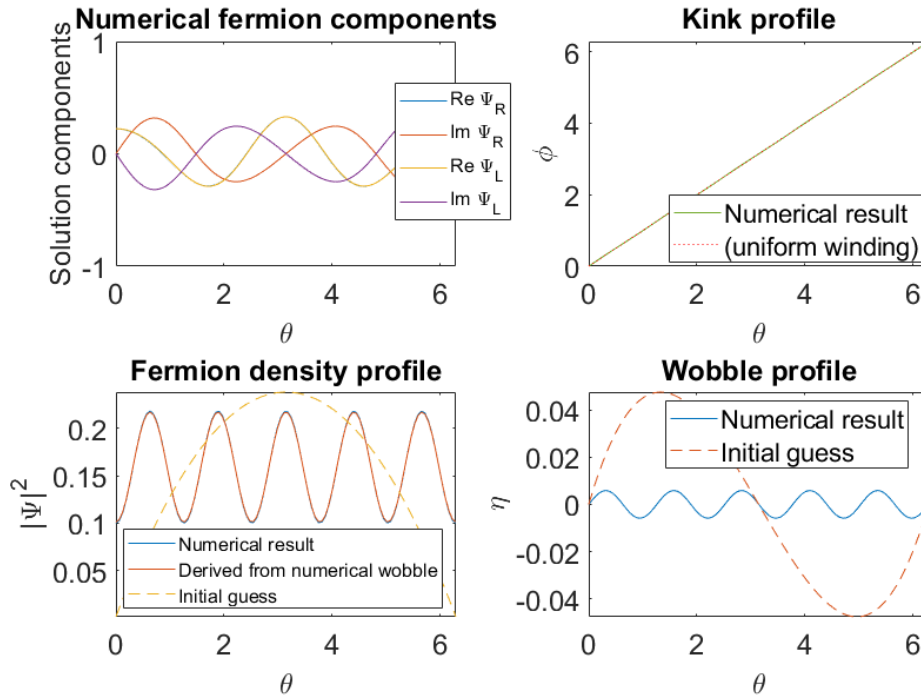 Numerical fermion components
Solution components
1
0
-1
0
2
4
6
θ
Re Ψ_R
Im Ψ_R
Re Ψ_L
Im Ψ_L
Kink profile
ϕ
6
4
2
0
0
2
4
6
θ
Numerical result
(uniform winding)
Fermion density profile
|Ψ|²
0.2
0.15
0.1
0.05
0
2
4
6
θ
Numerical result
Derived from numerical wobble
Initial guess
Wobble profile
η
0.04
0.02
0
-0.02
-0.04
0
2
4
6
θ
Numerical result
Initial guess